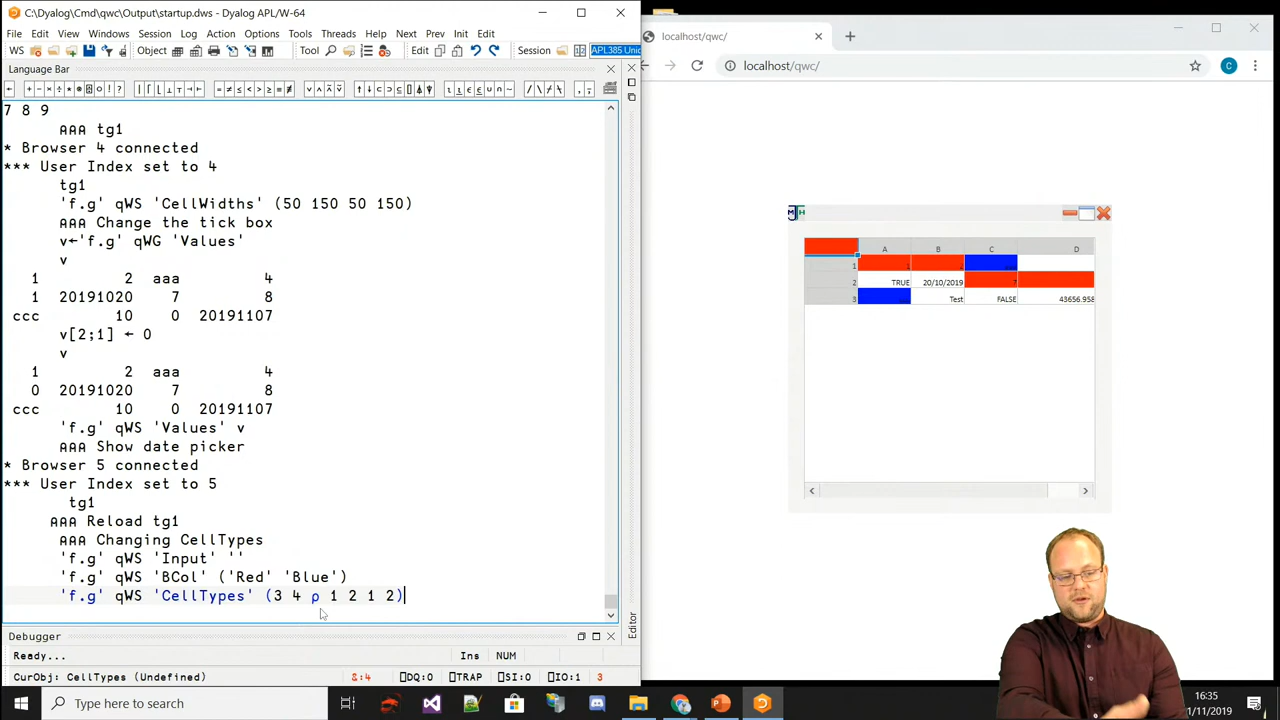 C:\Dyalog\Cmd\qwc\Output\startup.dws - Dyalog APL/W-64
File Edit View Windows Session Log Action Options Tools Threads Help Next Prev Init Editor
WS Object Tool Edit Session APL385 Unic
Language Bar
7 8 9
⍝⍝⍝ tg1
* Browser 4 connected
*** User Index set to 4
tg1
'f.g' qWS 'CellWidths' (50 150 50 150)
⍝⍝⍝ Change the tick box
v←'f.g' qWG 'Values'
v
1 2 aaa 4
1 20191020 7 8
ccc 10 0 20191107
v[2;1] ← 0
v
1 2 aaa 4
0 20191020 7 8
ccc 10 0 20191107
'f.g' qWS 'Values' v
⍝⍝⍝ Show date picker
* Browser 5 connected
*** User Index set to 5
tg1
⍝⍝⍝ Reload tg1
⍝⍝⍝ Changing CellTypes
'f.g' qWS 'Input' ''
'f.g' qWS 'BCol' ('Red' 'Blue')
'f.g' qWS 'CellTypes' (3 4 ⍴ 1 2 1 2)
Editor
Debugger
Ready... Ins NUM
CurObj: CellTypes (Undefined) &:4 ⎕DQ:0 ⎕TRAP ⎕SI:0 ⎕IO:1 3
Type here to search
localhost/qwc/
localhost/qwc/
C
MH
A B C D
1 1 2
2 TRUE 20/10/2019 7
3 Test FALSE 43656.958
16:35
1/11/2019